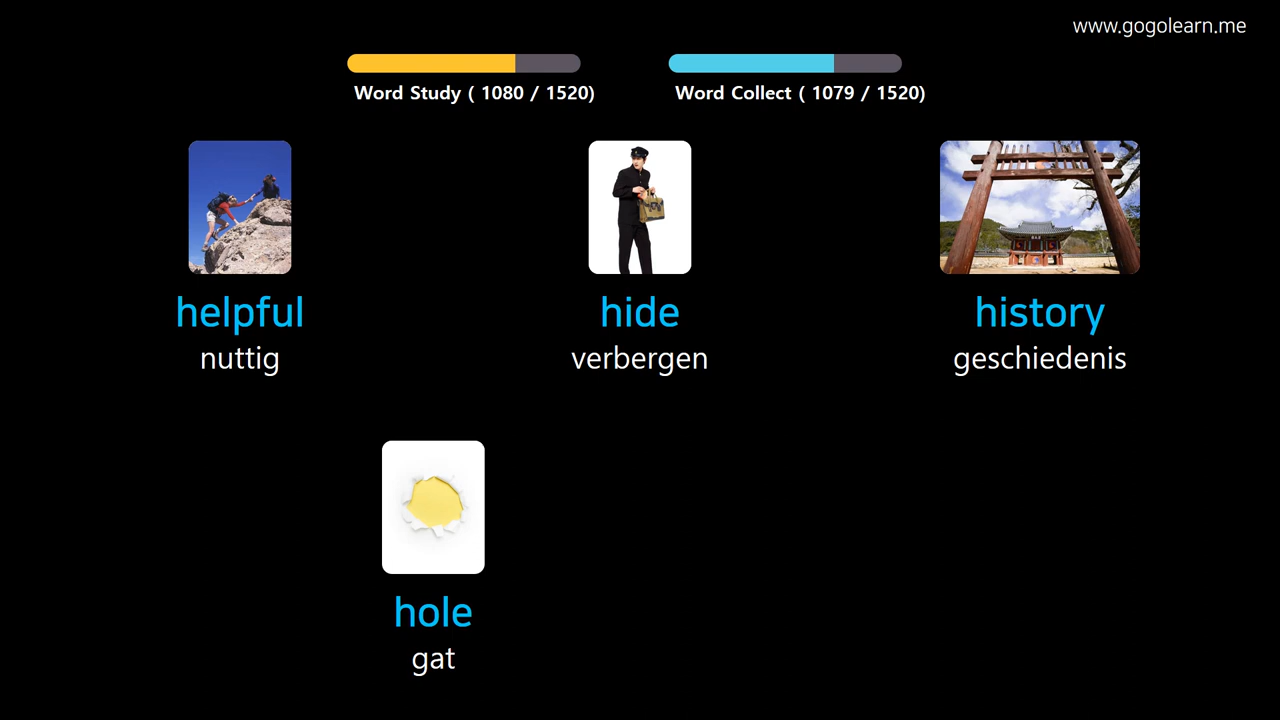 www.gogolearn.me
Word Study ( 1080 / 1520)
Word Collect ( 1079 / 1520)
helpful
nuttig
hide
verbergen
history
geschiedenis
hole
gat